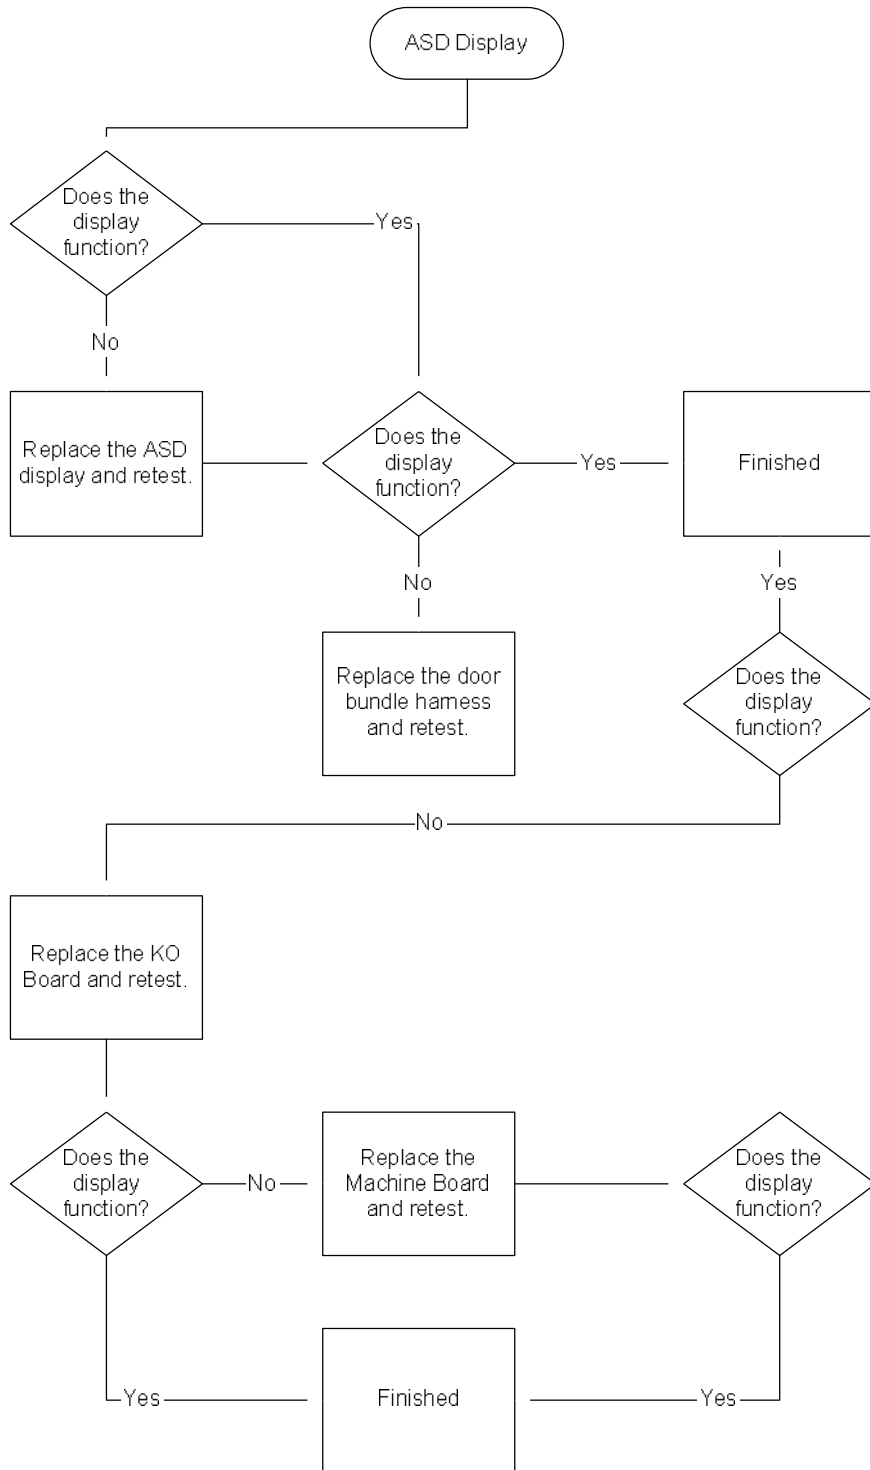 ASD Display
Does the
display
function?
Yes
No
Replace the ASD
display and retest.
Does the
display
function?
Yes
Finished
No
Yes
Replace the door
bundle harness
and retest.
Does the
display
function?
No
Replace the KO
Board and retest.
Does the
display
function?
No
Replace the
Machine Board
and retest.
Does the
display
function?
Yes
Finished
Yes